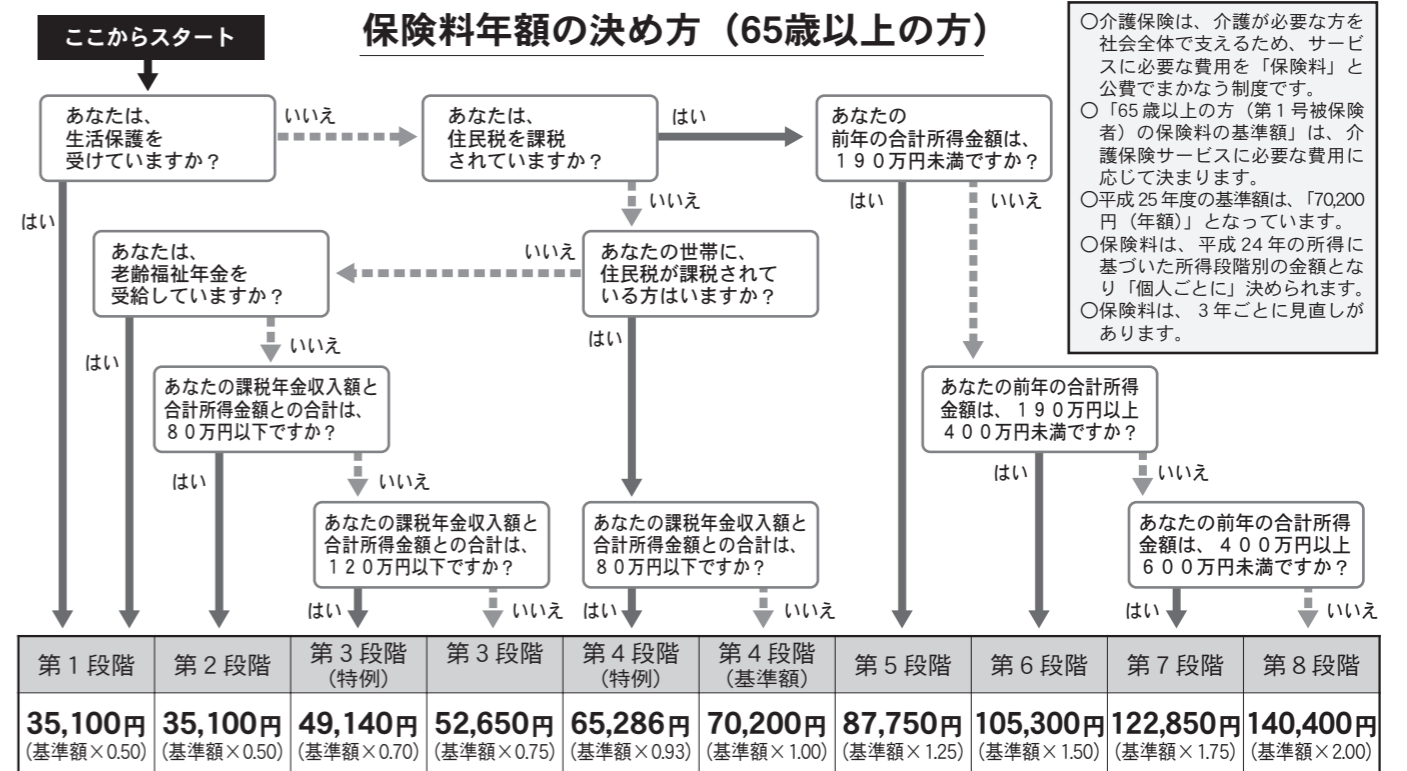 ここからスタート
保険料年額の決め方（65歳以上の方）
○介護保険は、介護が必要な方を
社会全体で支えるため、サービ
スに必要な費用を「保険料」と
公費でまかなう制度です。
○「65歳以上の方（第１号被保険
者）の保険料の基準額」は、介
護保険サービスに必要な費用に
応じて決まります。
○平成25年度の基準額は、「70,200
円（年額）」となっています。
○保険料は、平成24年の所得に
基づいた所得段階別の金額とな
り「個人ごとに」決められます。
○保険料は、３年ごとに見直しが
あります。
あなたは、
生活保護を
受けていますか？
いいえ
はい
あなたは、
住民税を課税
されていますか？
はい
いいえ
あなたの
前年の合計所得金額は、
１９０万円未満ですか？
はい
いいえ
あなたは、
老齢福祉年金を
受給していますか？
はい
いいえ
いいえ
あなたの世帯に、
住民税が課税されて
いる方はいますか？
はい
あなたの課税年金収入額と
合計所得金額との合計は、
８０万円以下ですか？
はい
いいえ
あなたの前年の合計所得
金額は、１９０万円以上
４００万円未満ですか？
はい
いいえ
あなたの課税年金収入額と
合計所得金額との合計は、
１２０万円以下ですか？
はい
いいえ
あなたの課税年金収入額と
合計所得金額との合計は、
８０万円以下ですか？
はい
いいえ
あなたの前年の合計所得
金額は、４００万円以上
６００万円未満ですか？
はい
いいえ
第１段階
第２段階
第３段階
（特例）
第３段階
第４段階
（特例）
第４段階
（基準額）
第５段階
第６段階
第７段階
第８段階
35,100円
（基準額×0.50）
35,100円
（基準額×0.50）
49,140円
（基準額×0.70）
52,650円
（基準額×0.75）
65,286円
（基準額×0.93）
70,200円
（基準額×1.00）
87,750円
（基準額×1.25）
105,300円
（基準額×1.50）
122,850円
（基準額×1.75）
140,400円
（基準額×2.00）